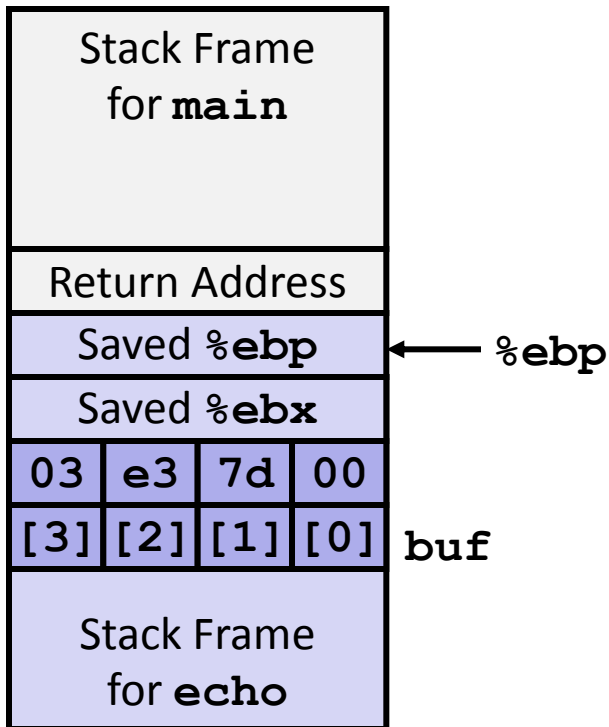 Stack Frame
for main
Return Address
Saved %ebp
%ebp
Saved %ebx
03 e3 7d 00
[3] [2] [1] [0] buf
Stack Frame
for echo